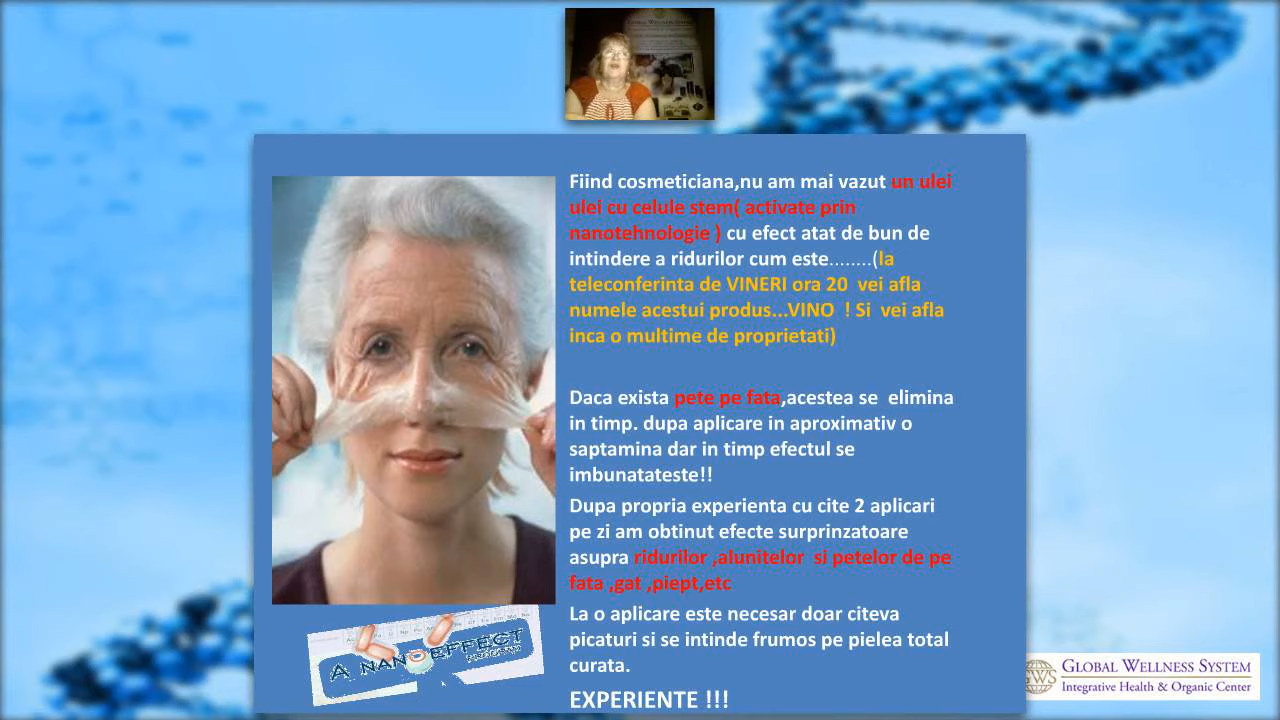 Fiind cosmeticiana,nu am mai vazut un ulei
ulei cu celule stem( activate prin
nanotehnologie ) cu efect atat de bun de
intindere a ridurilor cum este........(la
teleconferinta de VINERI ora 20 vei afla
numele acestui produs...VINO ! Si vei afla
inca o multime de proprietati)
Daca exista pete pe fata,acestea se elimina
in timp. dupa aplicare in aproximativ o
saptamina dar in timp efectul se
imbunatateste!!
Dupa propria experienta cu cite 2 aplicari
pe zi am obtinut efecte surprinzatoare
asupra ridurilor ,alunitelor si petelor de pe
fata ,gat ,piept,etc
La o aplicare este necesar doar citeva
picaturi si se intinde frumos pe pielea total
curata.
EXPERIENTE !!!
A NANOEFFECT
GWS
GLOBAL WELLNESS SYSTEM
Integrative Health & Organic Center